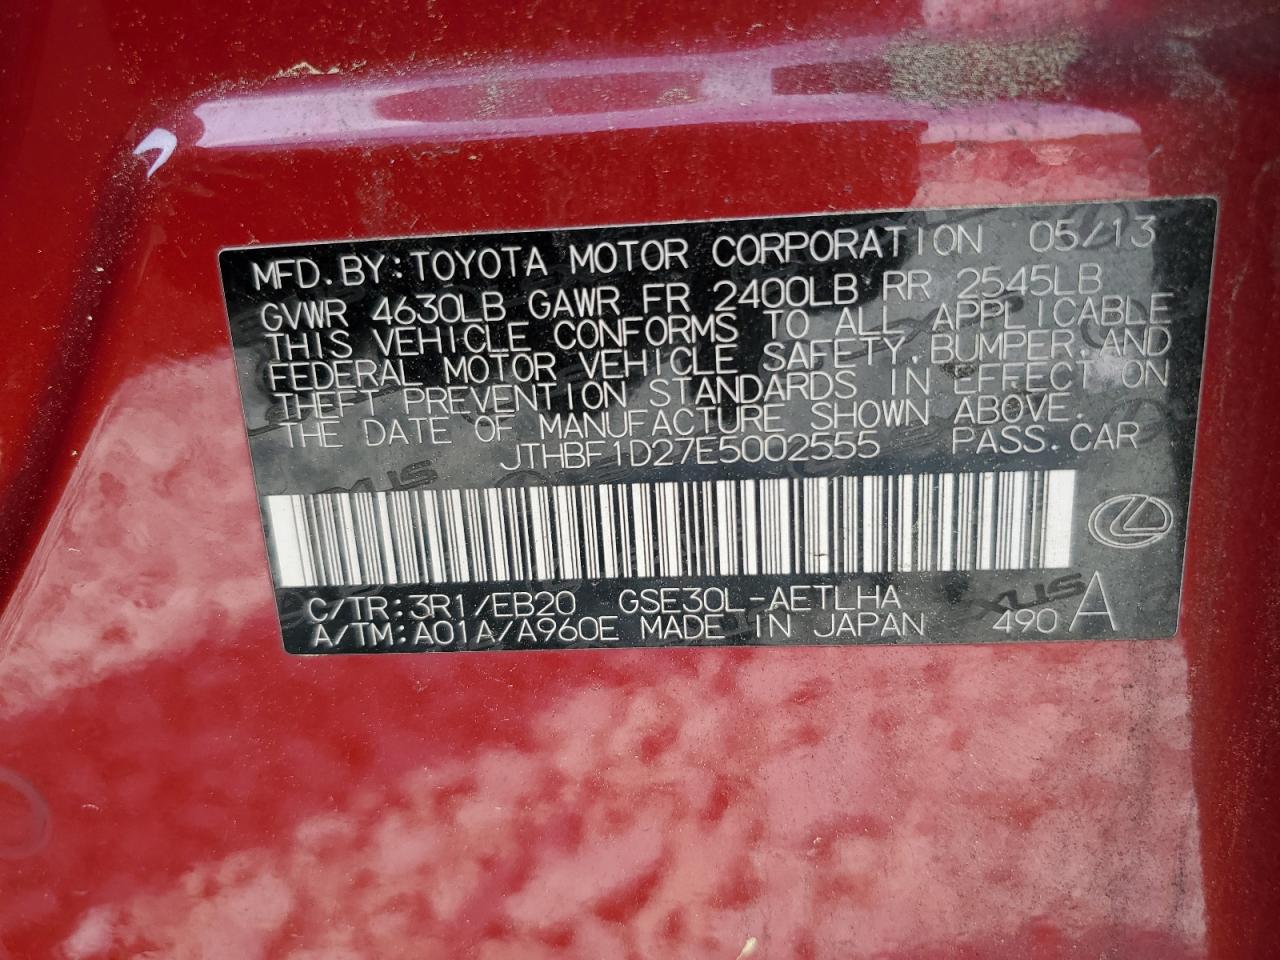 MFD.BY:TOYOTA MOTOR CORPORATION 05/13
GVWR 4630LB GAWR FR 2400LB RR 2545LB
THIS VEHICLE CONFORMS TO ALL APPLICABLE
FEDERAL MOTOR VEHICLE SAFETY,BUMPER,AND
THEFT PREVENTION STANDARDS IN EFFECT ON
THE DATE OF MANUFACTURE SHOWN ABOVE.
JTHBF1D27E5002555 PASS.CAR
C/TR:3R1/EB20 GSE30L-AETLHA
A/TM:A01A/A960E MADE IN JAPAN 490 A